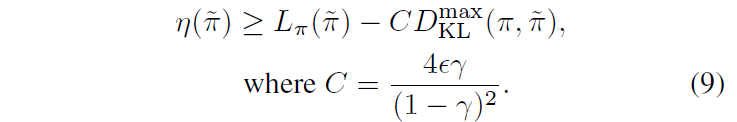 η(π̃) ≥ L_π(π̃) − C D_KL^max(π, π̃),
where C = 4εγ / (1 − γ)². (9)